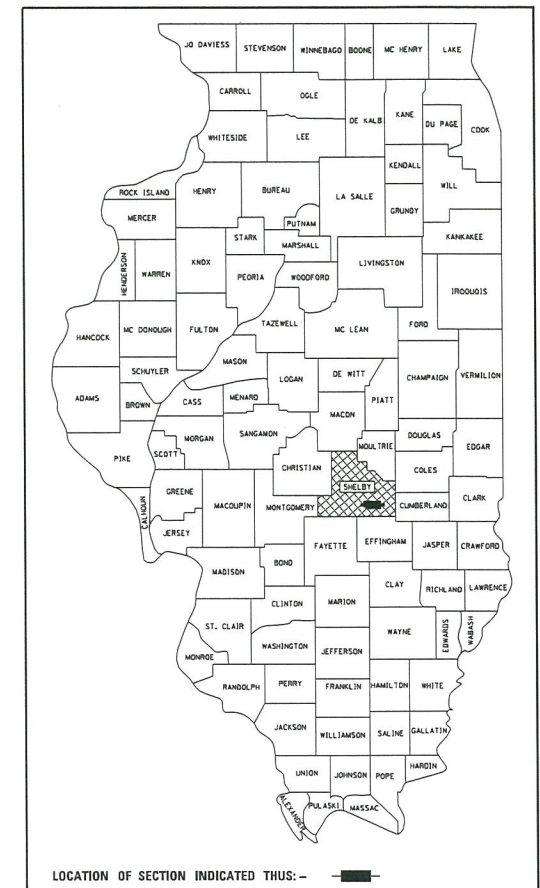 JO DAVIESS STEVENSON WINNEBAGO BOONE MC HENRY LAKE
CARROLL OGLE DE KALB KANE DU PAGE COOK
WHITESIDE LEE KENDALL WILL
ROCK ISLAND HENRY BUREAU LA SALLE GRUNDY
MERCER PUTNAM KANKAKEE
HENDERSON WARREN KNOX STARK MARSHALL LIVINGSTON
PEORIA WOODFORD IROQUOIS
HANCOCK MC DONOUGH FULTON TAZEWELL MC LEAN FORD
SCHUYLER MASON LOGAN DE WITT CHAMPAIGN VERMILION
ADAMS BROWN CASS MENARD MACON PIATT
PIKE SCOTT MORGAN SANGAMON CHRISTIAN MOULTRIE DOUGLAS EDGAR
COLES
CALHOUN GREENE MACOUPIN MONTGOMERY SHELBY CUMBERLAND CLARK
JERSEY FAYETTE EFFINGHAM JASPER CRAWFORD
MADISON BOND
CLAY RICHLAND LAWRENCE
CLINTON MARION
ST. CLAIR WAYNE EDWARDS WABASH
WASHINGTON JEFFERSON
MONROE
RANDOLPH PERRY FRANKLIN HAMILTON WHITE
JACKSON WILLIAMSON SALINE GALLATIN
UNION JOHNSON POPE HARDIN
ALEXANDER PULASKI MASSAC
LOCATION OF SECTION INDICATED THUS: -